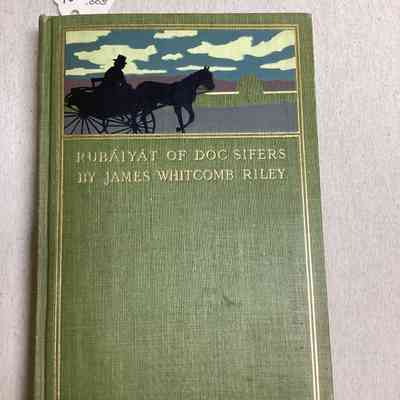 RUBÁIYÁT OF DOC SIFERS
BY JAMES WHITCOMB RILEY